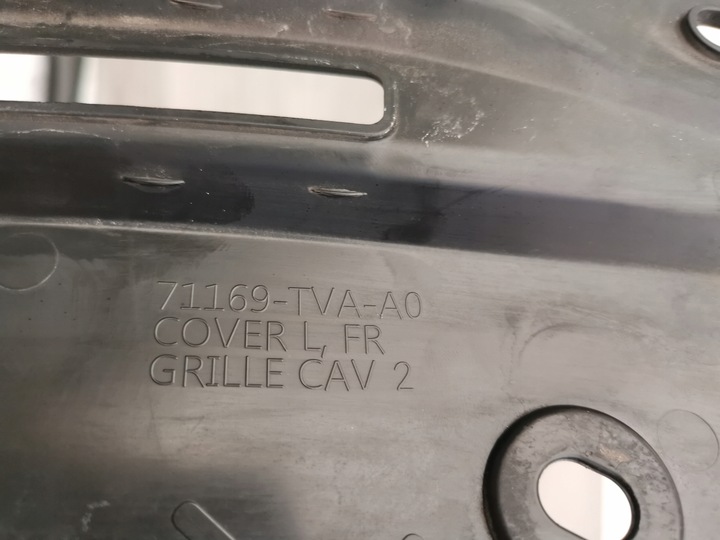 71169-TVA-A0
COVER L, FR
GRILLE CAV 2